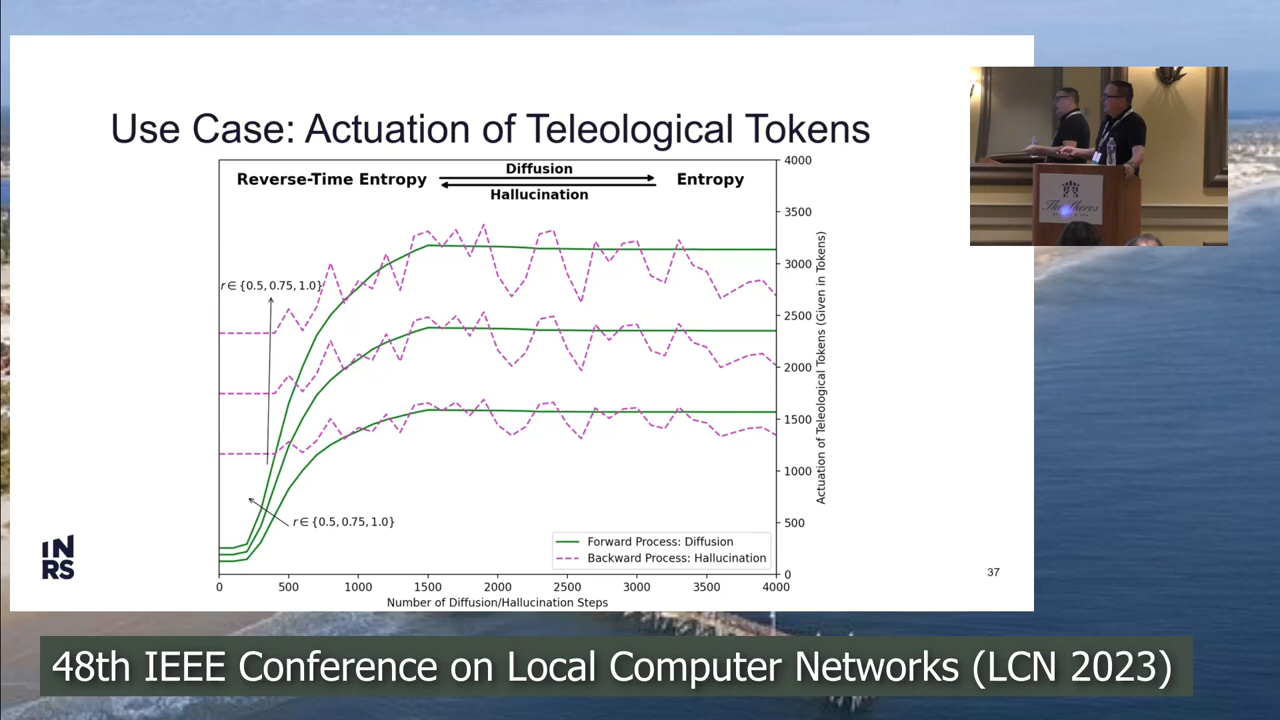 Use Case: Actuation of Teleological Tokens
Diffusion
Reverse-Time Entropy
Entropy
Hallucination
r ∈ {0.5, 0.75, 1.0}
r ∈ {0.5, 0.75, 1.0}
4000
3500
3000
2500
2000
1500
1000
500
0
Actuation of Teleological Tokens (Given in Tokens)
Forward Process: Diffusion
Backward Process: Hallucination
0 500 1000 1500 2000 2500 3000 3500 4000
Number of Diffusion/Hallucination Steps
IN
RS
37
48th IEEE Conference on Local Computer Networks (LCN 2023)